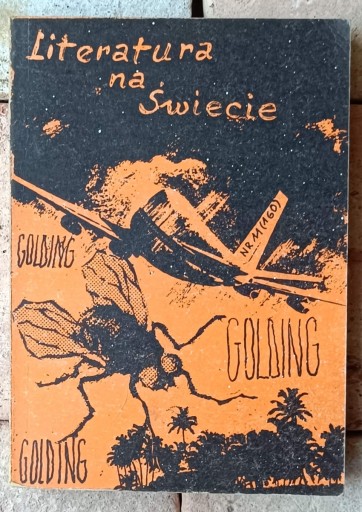 Literatura
na
Świecie
NR.11(160)
GOLDING
GOLDING
GOLDING